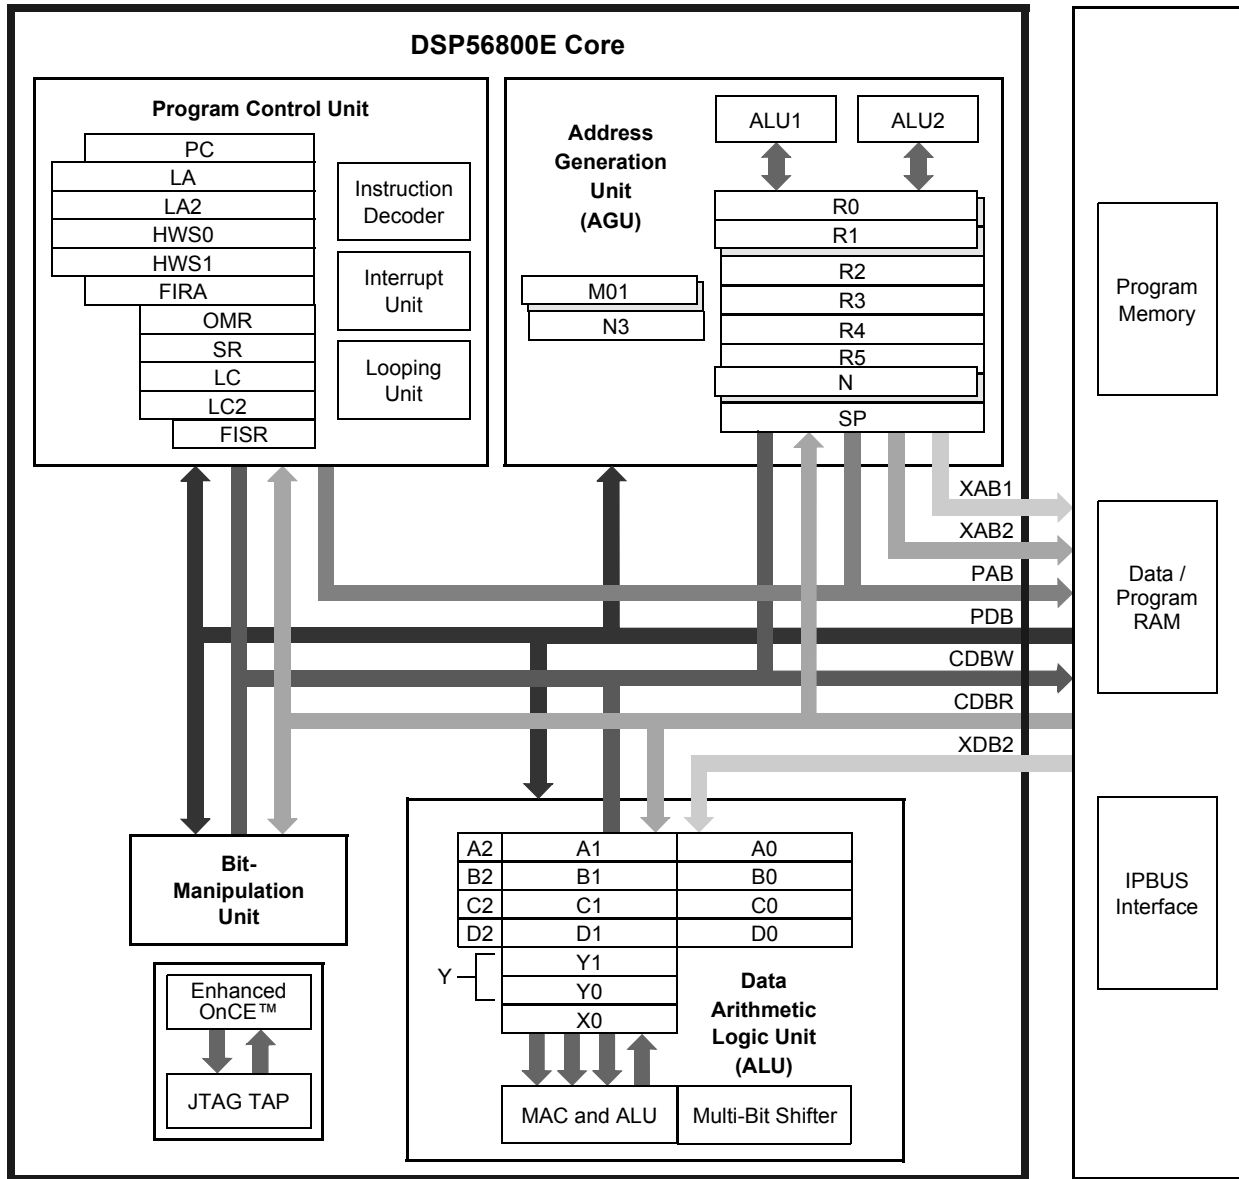 DSP56800E Core
Program Control Unit
PC
LA
LA2
HWS0
HWS1
FIRA
OMR
SR
LC
LC2
FISR
Instruction
Decoder
Interrupt
Unit
Looping
Unit
Address
Generation
Unit
(AGU)
ALU1
ALU2
R0
R1
R2
R3
R4
R5
N
SP
M01
N3
XAB1
XAB2
PAB
PDB
CDBW
CDBR
XDB2
Program
Memory
Data /
Program
RAM
IPBUS
Interface
Bit-
Manipulation
Unit
Enhanced
OnCE™
JTAG TAP
A2 A1 A0
B2 B1 B0
C2 C1 C0
D2 D1 D0
Y
Y1
Y0
X0
Data
Arithmetic
Logic Unit
(ALU)
MAC and ALU
Multi-Bit Shifter